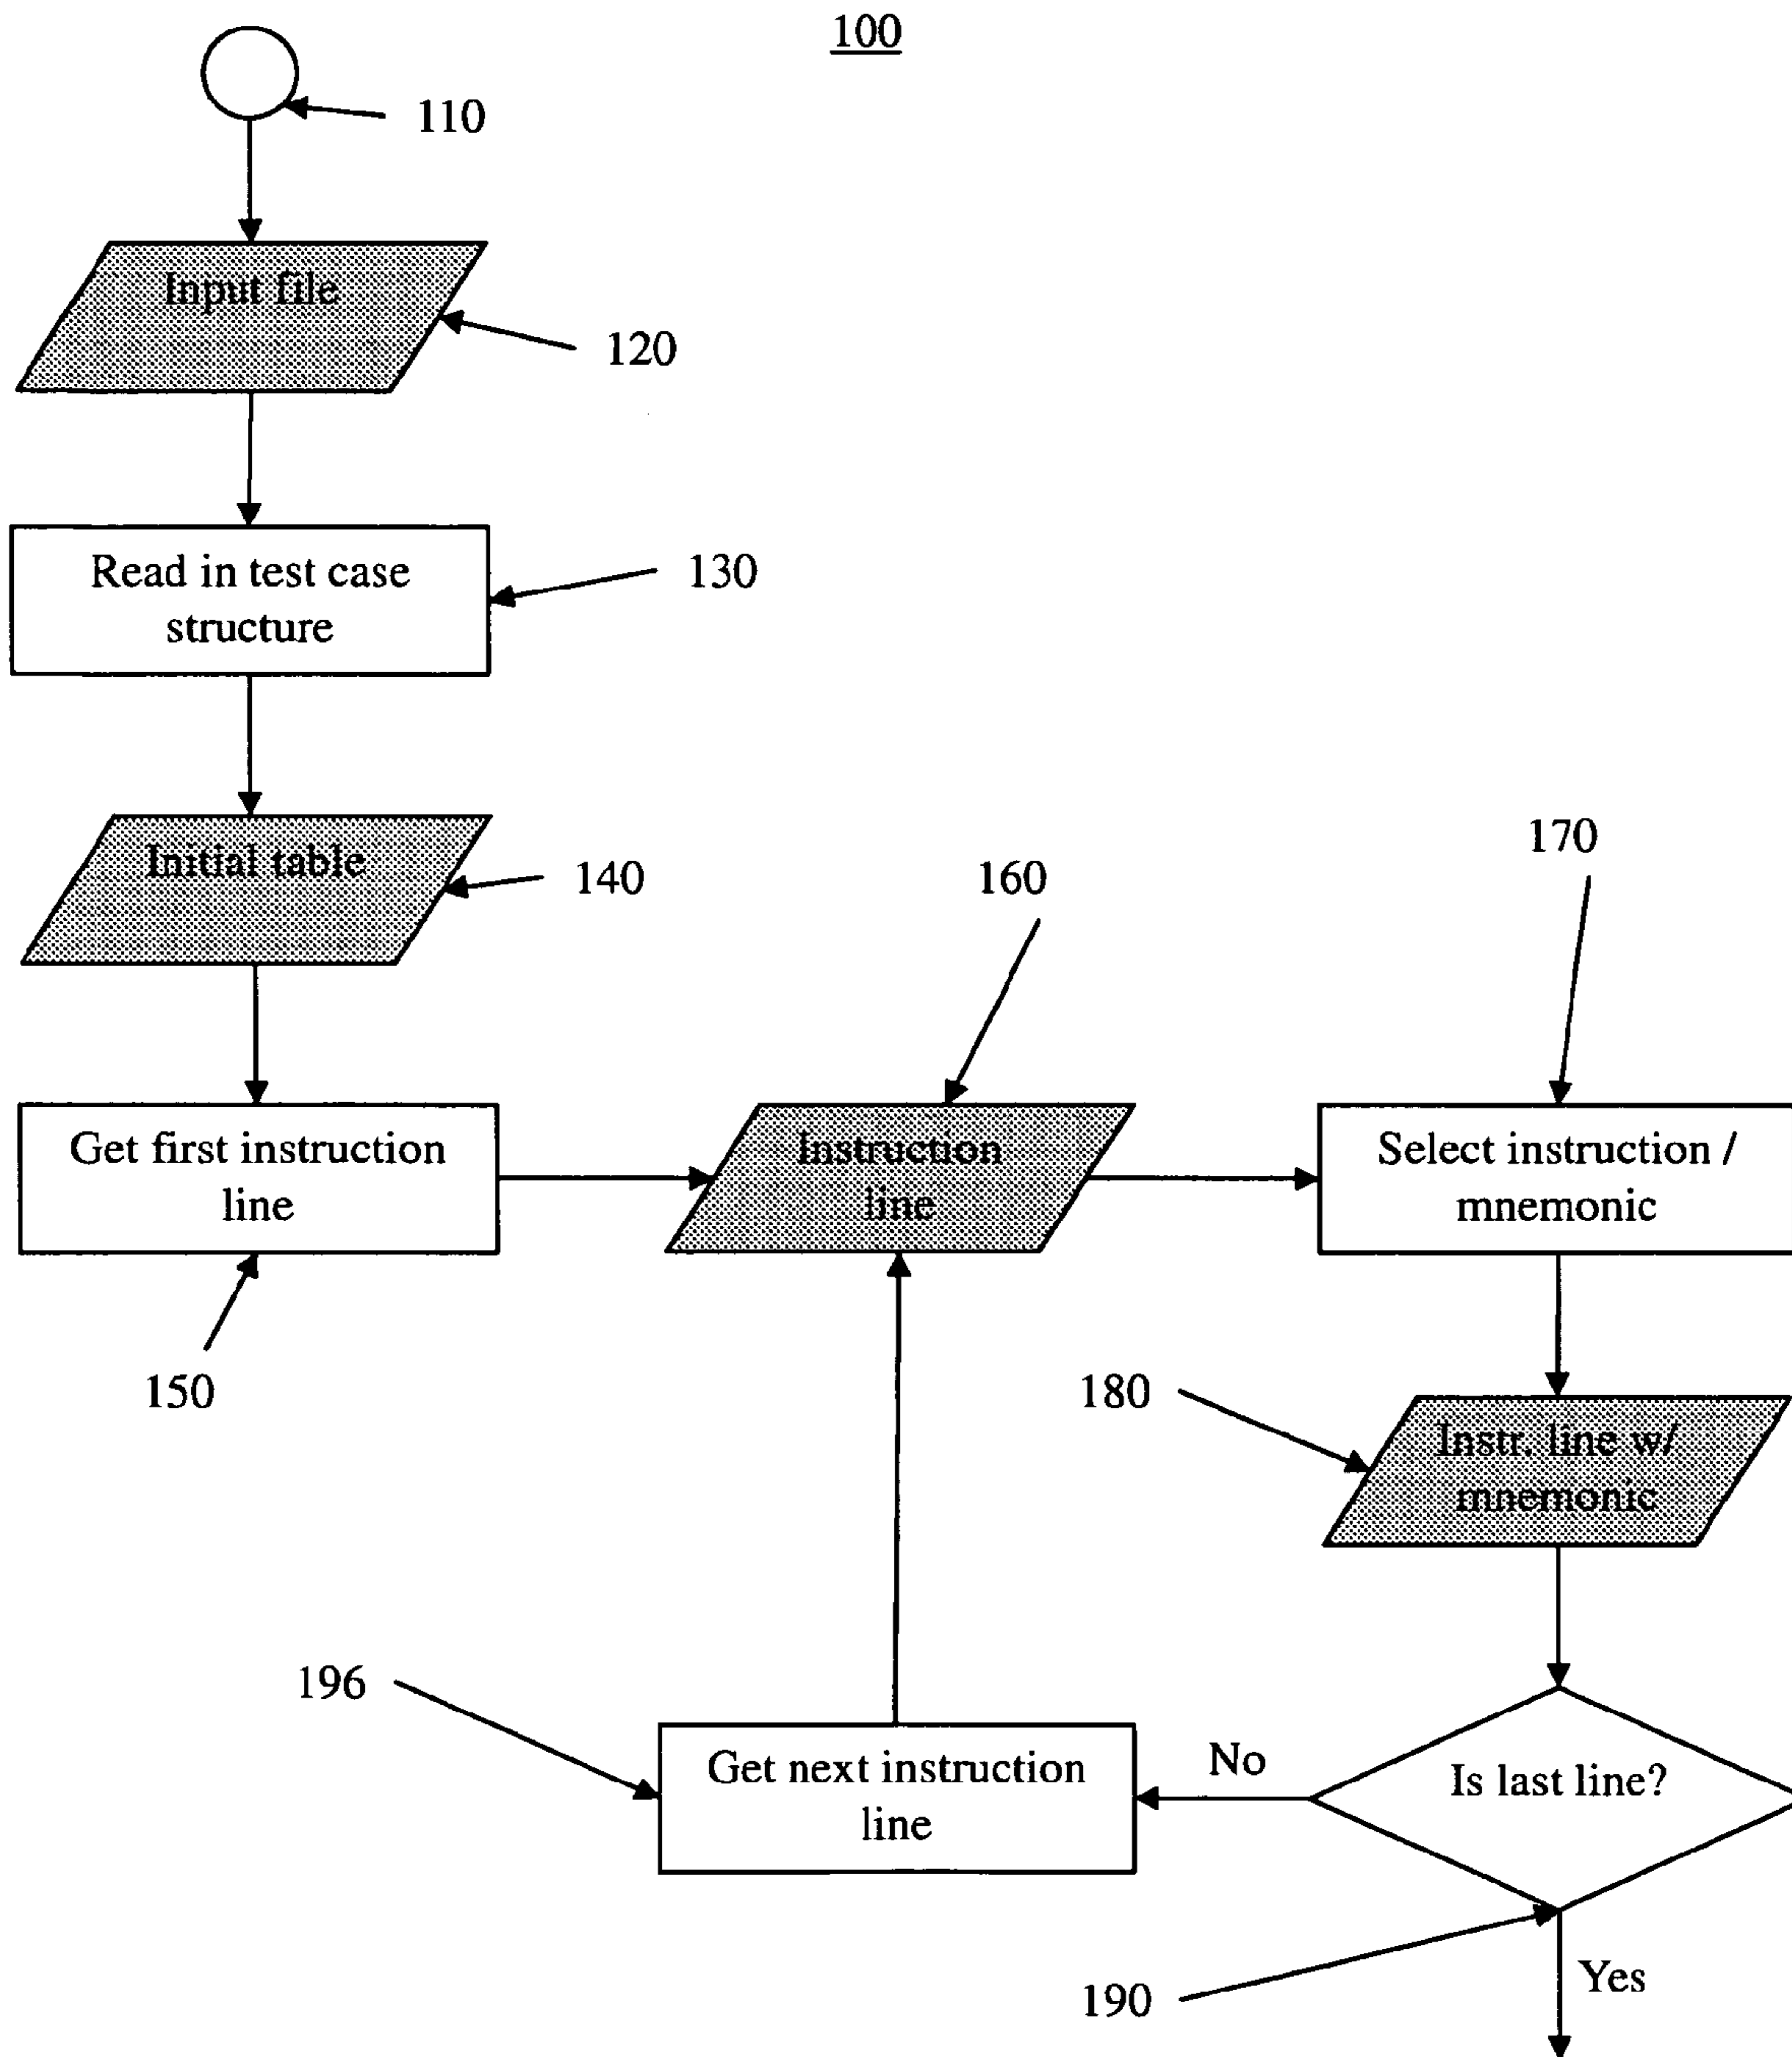 100
110
Input file
120
Read in test case
structure
130
Initial table
140
160
170
Get first instruction
line
Instruction
line
Select instruction /
mnemonic
150
180
Instr. line w/
mnemonic
196
Get next instruction
line
No
Is last line?
190
Yes